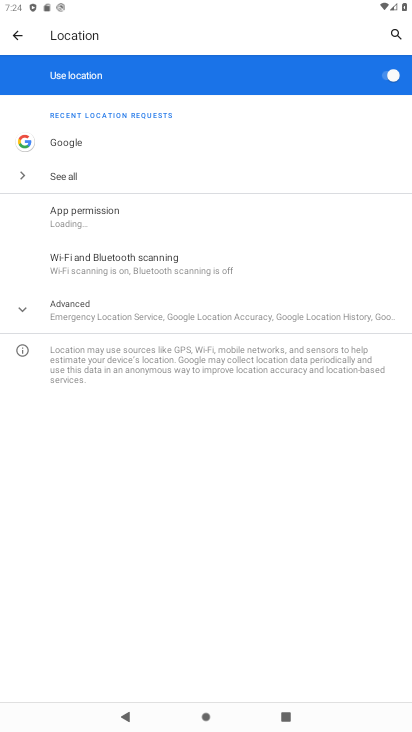 7:24
Location
Use location
RECENT LOCATION REQUESTS
Google
See all
App permission
Loading…
Wi-Fi and Bluetooth scanning
Wi-Fi scanning is on, Bluetooth scanning is off
Advanced
Emergency Location Service, Google Location Accuracy, Google Location History, Goo..
Location may use sources like GPS, Wi-Fi, mobile networks, and sensors to help
estimate your device's location. Google may collect location data periodically and
use this data in an anonymous way to improve location accuracy and location-based
services.